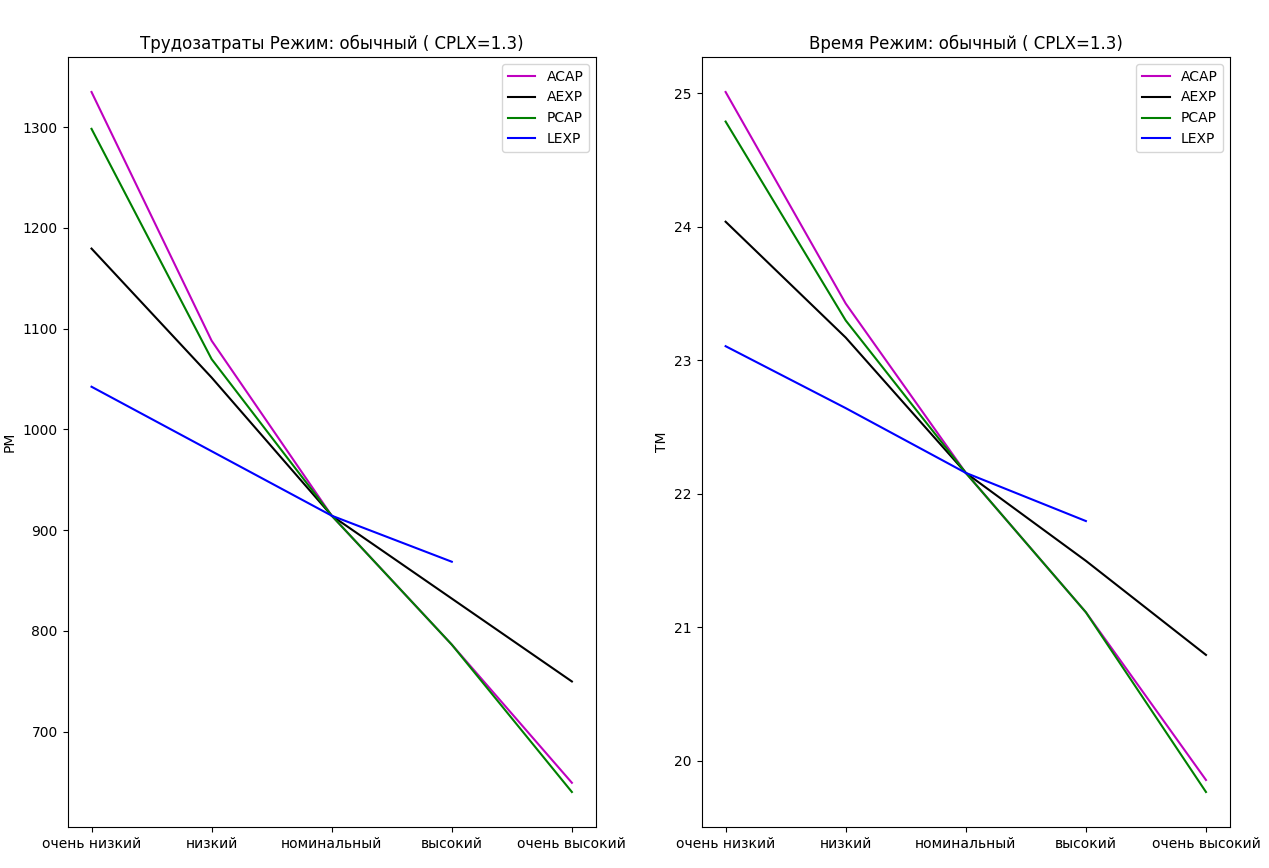 Трудозатраты Режим: обычный ( CPLX=1.3)
ACAP
AEXP
PCAP
LEXP
1300
1200
1100
1000
900
800
700
PM
очень низкий
низкий
номинальный
высокий
очень высокий
Время Режим: обычный ( CPLX=1.3)
ACAP
AEXP
PCAP
LEXP
25
24
23
22
21
20
TM
очень низкий
низкий
номинальный
высокий
очень высокий